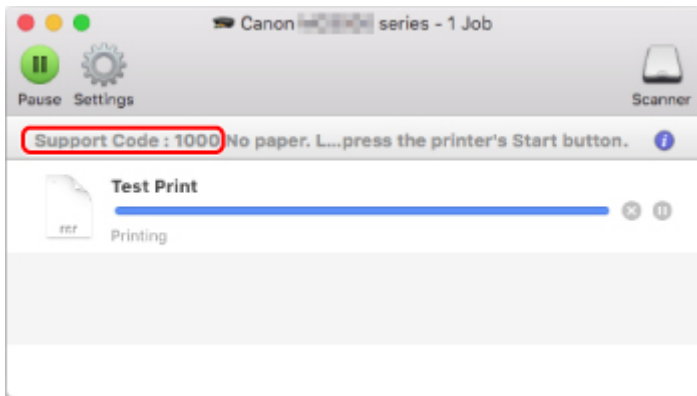 Canon series - 1 Job
Pause Settings
Scanner
Support Code : 1000 No paper. L...press the printer's Start button.
Test Print
Printing